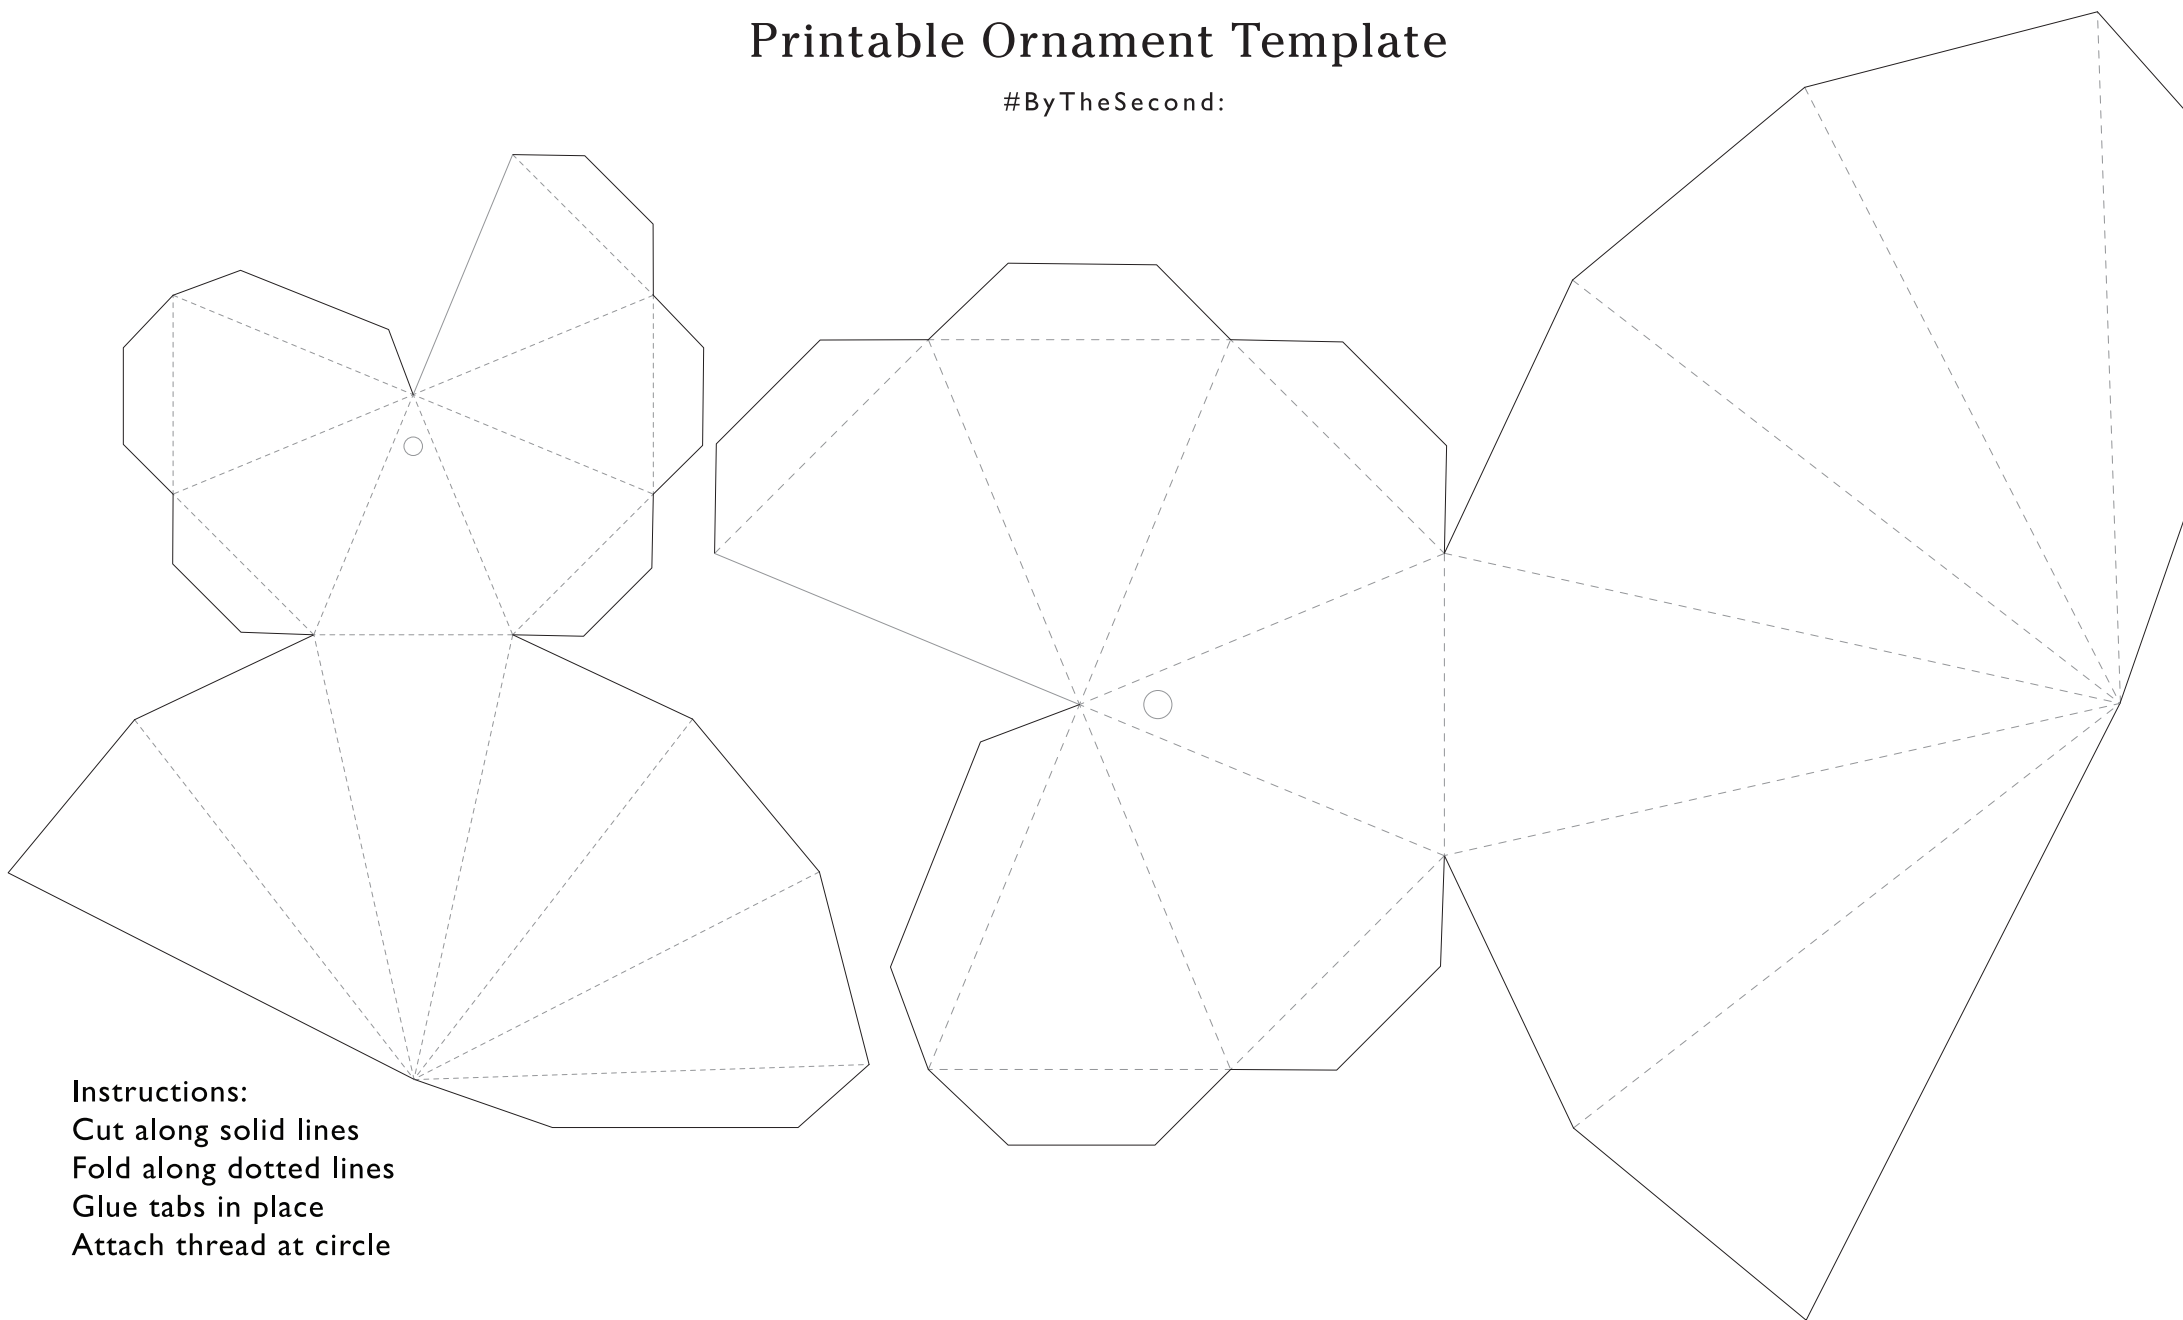 Printable Ornament Template
#ByTheSecond:
Instructions:
Cut along solid lines
Fold along dotted lines
Glue tabs in place
Attach thread at circle